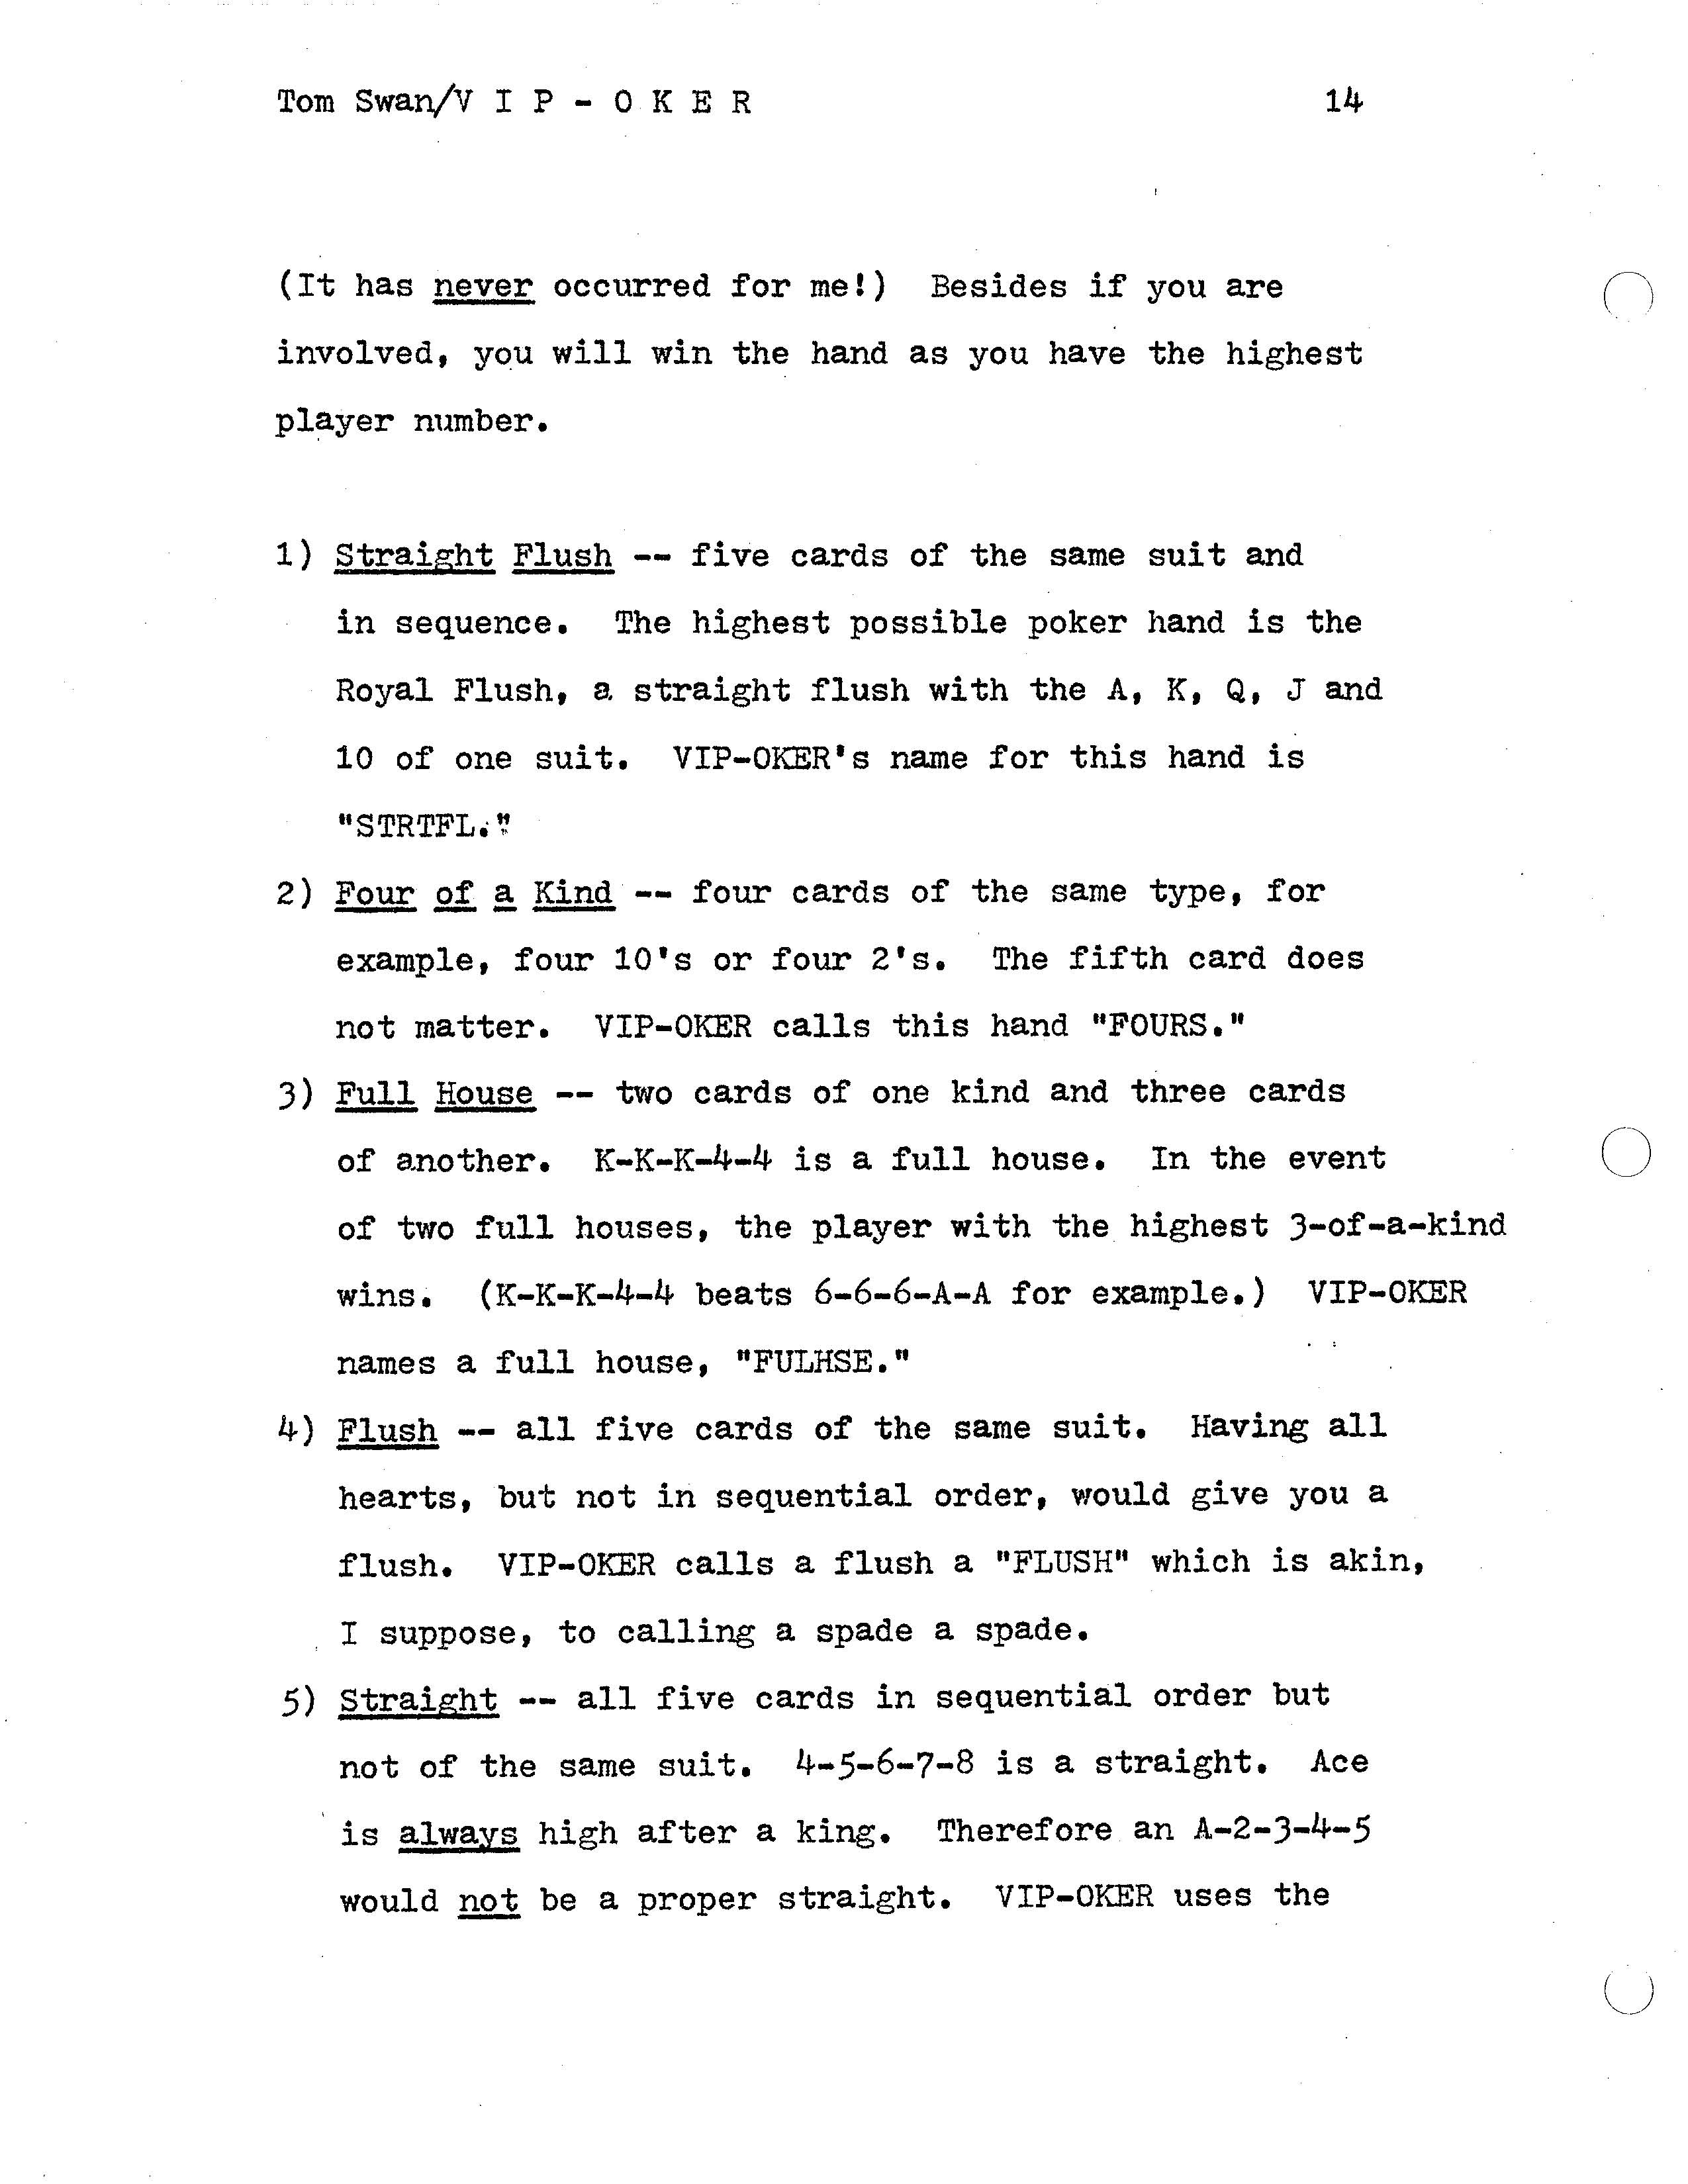 Tom Swan/V I P - O K E R 14
(It has never occurred for me!) Besides if you are
involved, you will win the hand as you have the highest
player number.
1) Straight Flush -- five cards of the same suit and
in sequence. The highest possible poker hand is the
Royal Flush, a straight flush with the A, K, Q, J and
10 of one suit. VIP-OKER's name for this hand is
"STRTFL."
2) Four of a Kind -- four cards of the same type, for
example, four 10's or four 2's. The fifth card does
not matter. VIP-OKER calls this hand "FOURS."
3) Full House -- two cards of one kind and three cards
of another. K-K-K-4-4 is a full house. In the event
of two full houses, the player with the highest 3-of-a-kind
wins. (K-K-K-4-4 beats 6-6-6-A-A for example.) VIP-OKER
names a full house, "FULHSE."
4) Flush -- all five cards of the same suit. Having all
hearts, but not in sequential order, would give you a
flush. VIP-OKER calls a flush a "FLUSH" which is akin,
I suppose, to calling a spade a spade.
5) Straight -- all five cards in sequential order but
not of the same suit. 4-5-6-7-8 is a straight. Ace
is always high after a king. Therefore an A-2-3-4-5
would not be a proper straight. VIP-OKER uses the